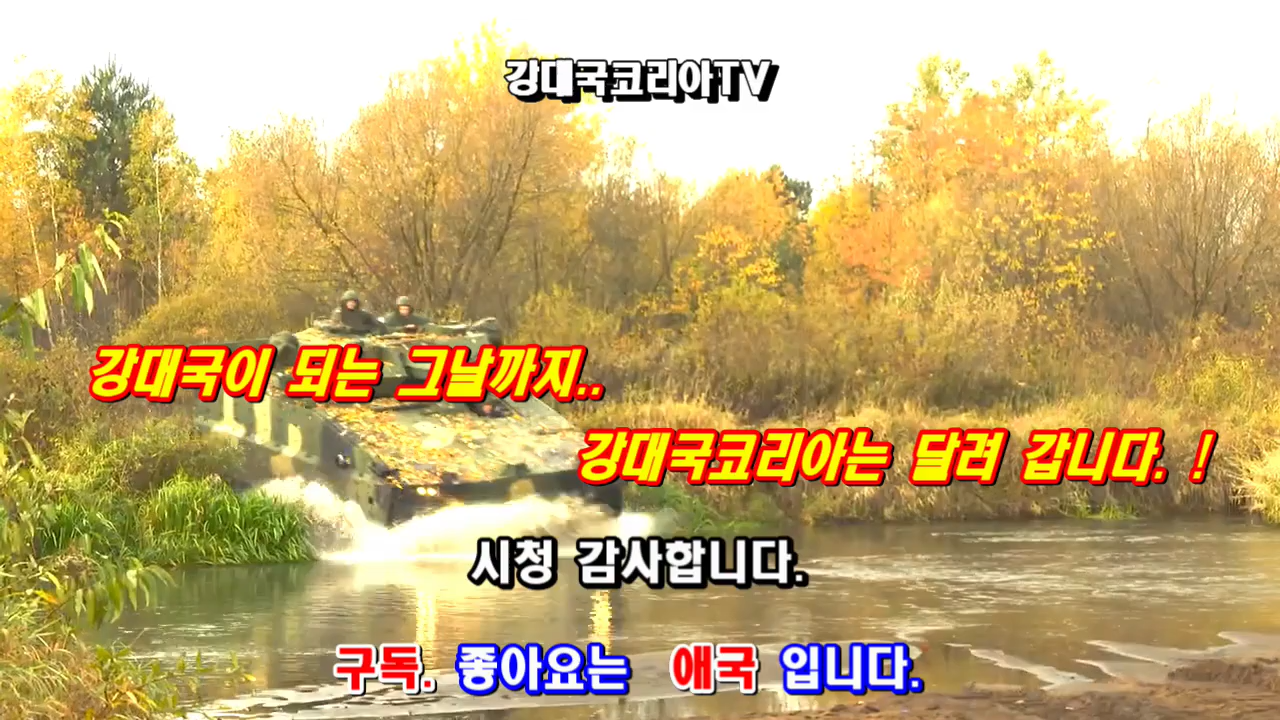 강대국코리아TV
강대국이 되는 그날까지..
강대국코리아는 달려 갑니다. !
시청 감사합니다.
구독. 좋아요는 애국 입니다.